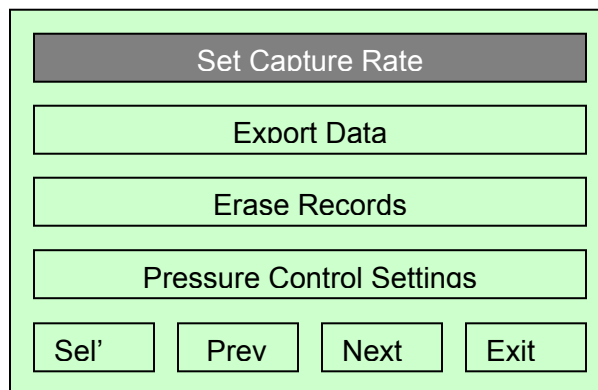 Set Capture Rate
Export Data
Erase Records
Pressure Control Settings
Sel’ Prev Next Exit